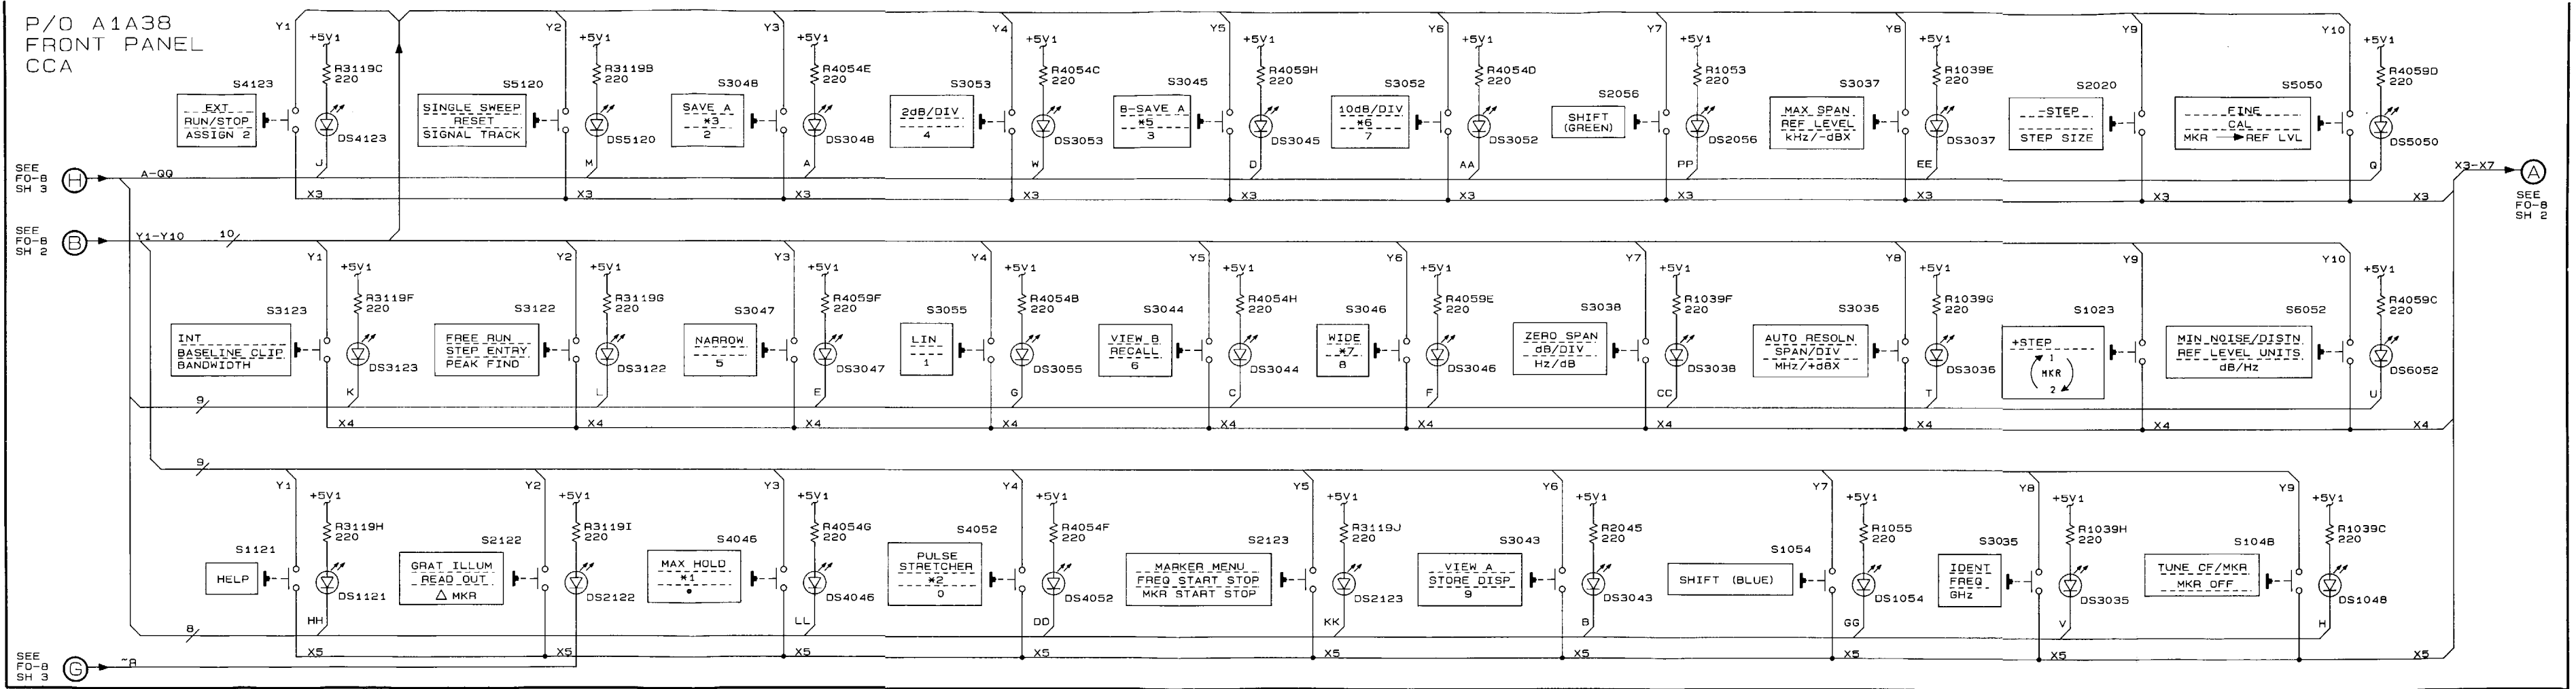 P/O A1A38
FRONT PANEL
CCA
Y1
+5V1
R3119C
220
S4123
EXT
RUN/STOP
ASSIGN 2
DS4123
J
X3
Y2
+5V1
R3119B
220
S5120
SINGLE SWEEP
RESET
SIGNAL TRACK
DS5120
M
X3
Y3
+5V1
R4054E
220
S3048
SAVE A
*3
2
DS3048
A
X3
Y4
+5V1
R4054C
220
S3053
2dB/DIV
4
DS3053
W
X3
Y5
+5V1
R4059H
220
S3045
B-SAVE A
*5
3
DS3045
D
X3
Y6
+5V1
R4054D
220
S3052
10dB/DIV
*6
7
DS3052
AA
X3
Y7
+5V1
R1053
220
S2056
SHIFT
(GREEN)
DS2056
PP
X3
Y8
+5V1
R1039E
220
S3037
MAX SPAN
REF LEVEL
kHz/-dBX
DS3037
EE
X3
Y9
S2020
-STEP
STEP SIZE
X3
Y10
+5V1
R4059D
220
S5050
FINE
CAL
MKR REF LVL
DS5050
Q
X3
SEE
FO-8
SH 3
H
A-QQ
X3-X7
A
SEE
FO-8
SH 2
SEE
FO-8
SH 2
B
Y1-Y10
10
Y1
+5V1
R3119F
220
S3123
INT
BASELINE CLIP
BANDWIDTH
DS3123
K
X4
Y2
+5V1
R3119G
220
S3122
FREE RUN
STEP ENTRY
PEAK FIND
DS3122
L
X4
Y3
+5V1
R4059F
220
S3047
NARROW
5
DS3047
E
X4
Y4
+5V1
R4054B
220
S3055
LIN
1
DS3055
G
X4
Y5
+5V1
R4054H
220
S3044
VIEW B
RECALL
6
DS3044
C
X4
Y6
+5V1
R4059E
220
S3046
WIDE
*7
8
DS3046
F
X4
Y7
+5V1
R1039F
220
S3038
ZERO SPAN
dB/DIV
Hz/dB
DS3038
CC
X4
Y8
+5V1
R1039G
220
S3036
AUTO RESOLN
SPAN/DIV
MHz/+dBX
DS3036
T
X4
Y9
S1023
+STEP
1
MKR
2
X4
Y10
+5V1
R4059C
220
S6052
MIN NOISE/DISTN
REF LEVEL UNITS
dB/Hz
DS6052
U
X4
9
9
Y1
+5V1
R3119H
220
S1121
HELP
DS1121
HH
X5
Y2
+5V1
R3119I
220
S2122
GRAT ILLUM
READ OUT
△ MKR
DS2122
X5
Y3
+5V1
R4054G
220
S4046
MAX HOLD
*1
•
DS4046
LL
X5
Y4
+5V1
R4054F
220
S4052
PULSE
STRETCHER
*2
0
DS4052
DD
X5
Y5
+5V1
R3119J
220
S2123
MARKER MENU
FREQ START STOP
MKR START STOP
DS2123
KK
X5
Y6
+5V1
R2045
220
S3043
VIEW A
STORE DISP
9
DS3043
B
X5
Y7
+5V1
R1055
220
S1054
SHIFT (BLUE)
DS1054
GG
X5
Y8
+5V1
R1039H
220
S3035
IDENT
FREQ
GHz
DS3035
V
X5
Y9
+5V1
R1039C
220
S1048
TUNE CF/MKR
MKR OFF
DS1048
H
X5
8
SEE
FO-8
SH 3
G